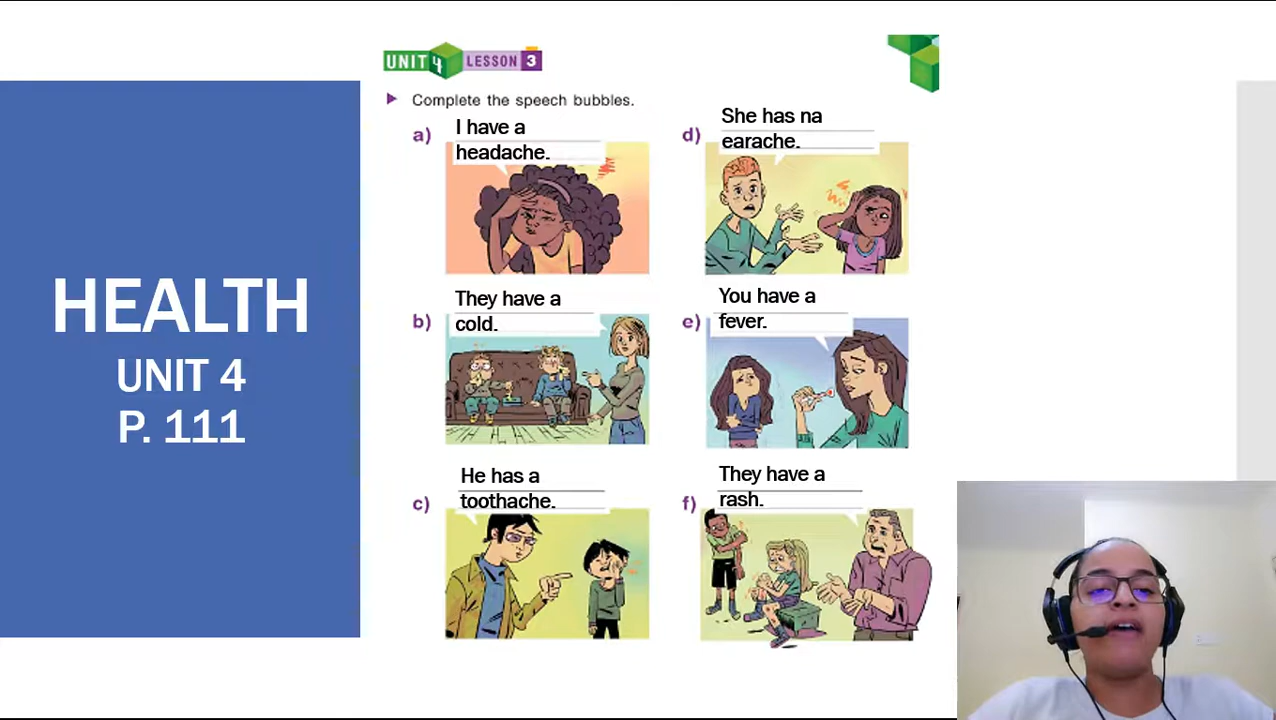 HEALTH
UNIT 4
P. 111
UNIT 4 LESSON 3
Complete the speech bubbles.
a) I have a
headache.
b) They have a
cold.
c) He has a
toothache.
d) She has na
earache.
e) You have a
fever.
f) They have a
rash.